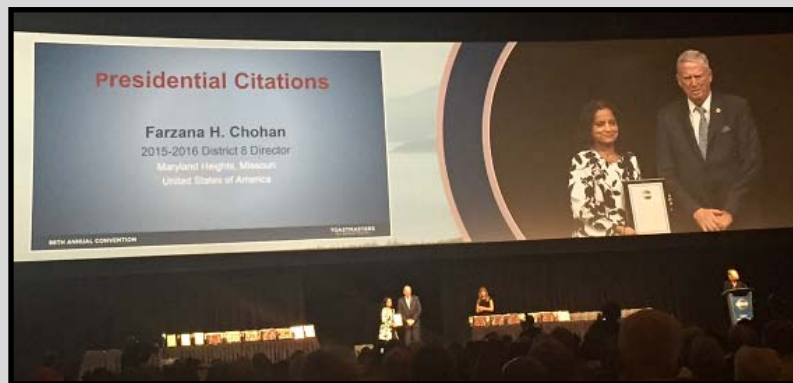 Presidential Citations
Farzana H. Chohan
2015-2016 District 8 Director
Maryland Heights, Missouri
United States of America
86TH ANNUAL CONVENTION
TOASTMASTERS